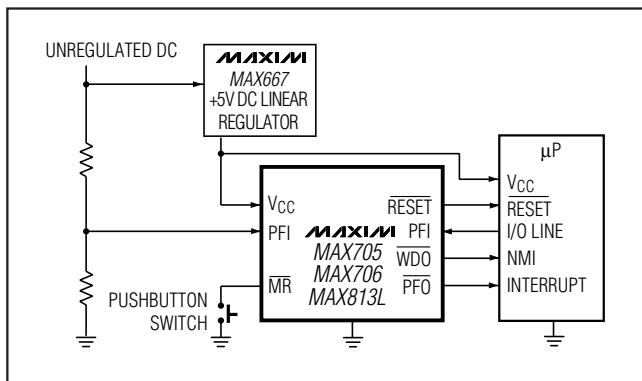 UNREGULATED DC
MAXIM
MAX667
+5V DC LINEAR
REGULATOR
μP
VCC
RESET
I/O LINE
NMI
INTERRUPT
VCC
PFI
MR
MAXIM
MAX705
MAX706
MAX813L
RESET
PFI
WDO
PFO
PUSHBUTTON
SWITCH